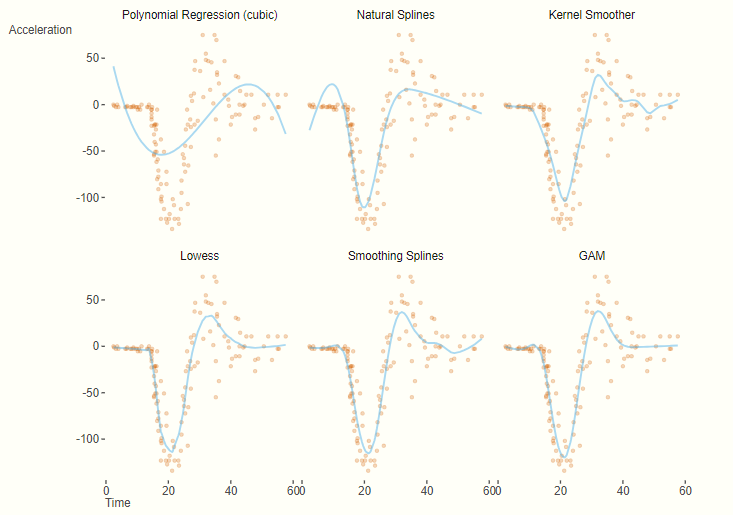 Polynomial Regression (cubic) Natural Splines Kernel Smoother
Acceleration
50
0
-50
-100
Lowess Smoothing Splines GAM
50
0
-50
-100
0 20 40 60 0 20 40 60 0 20 40 60
Time